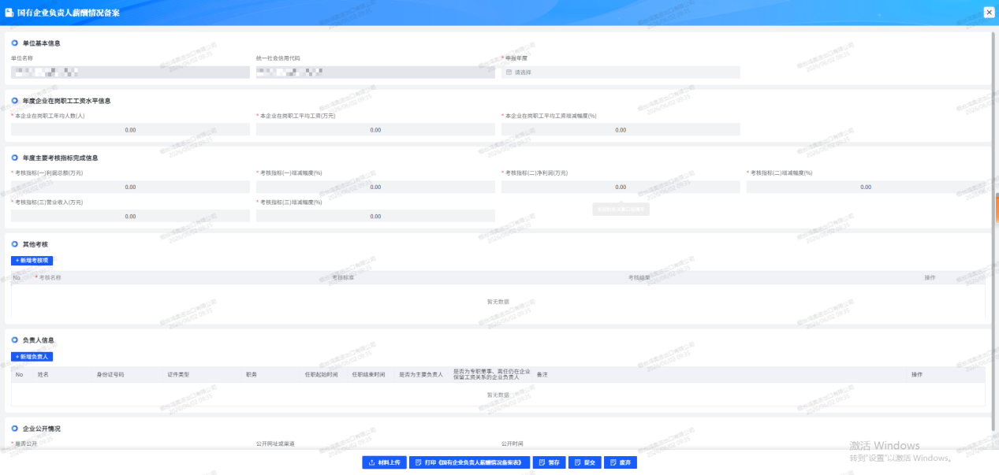 国有企业负责人薪酬情况备案
单位基本信息
单位名称 统一社会信用代码 * 申报年度
请选择
年度企业在岗职工工资水平信息
* 本企业在岗职工年均人数(人) * 本企业在岗职工平均工资(万元) * 本企业在岗职工平均工资增减幅度(%)
0.00 0.00 0.00
年度主要考核指标完成信息
* 考核指标(一)利润总额(万元) * 考核指标(一)增减幅度(%) * 考核指标(二)净利润(万元) * 考核指标(二)增减幅度(%)
0.00 0.00 0.00 0.00
* 考核指标(三)营业收入(万元) * 考核指标(三)增减幅度(%)
0.00 0.00
其他考核
+ 新增考核项
No * 考核名称 考核标准 考核结果 操作
暂无数据
负责人信息
+ 新增负责人
No 姓名 身份证号码 证件类型 职务 任职起始时间 任职结束时间 是否为主要负责人 是否为专职董事、离任仍在企业 备注 操作
保留工资关系的企业负责人
暂无数据
企业公开情况
* 是否公开 公开网址或渠道 公开时间
材料上传 打印《国有企业负责人薪酬情况备案表》 暂存 提交 废弃
激活 Windows
转到"设置"以激活 Windows。